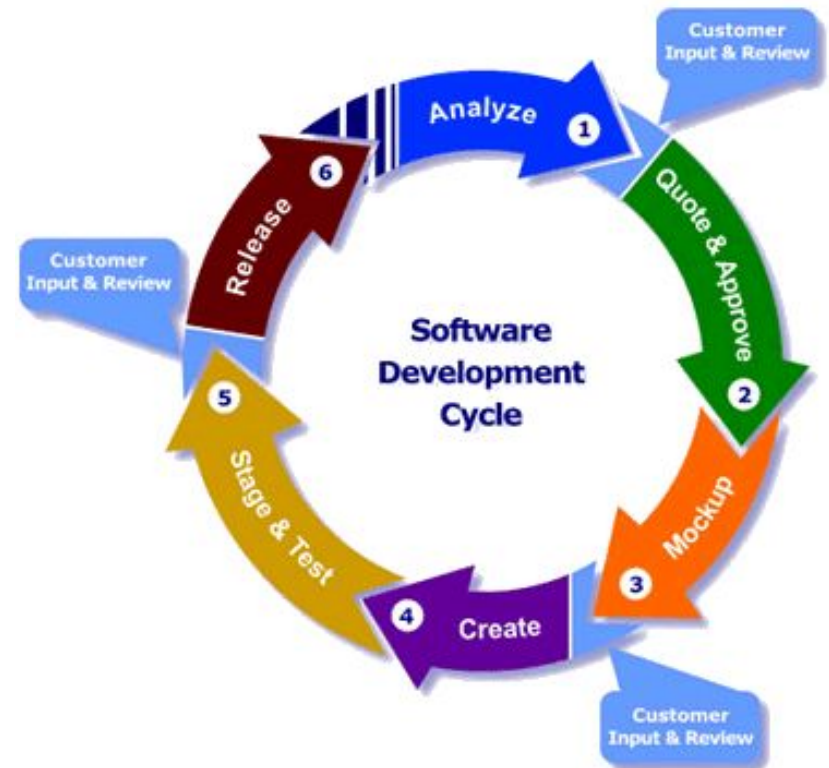 Customer
Input & Review
Analyze
1
Quote & Approve
2
Mockup
3
Customer
Input & Review
Create
4
Stage & Test
5
Customer
Input & Review
Release
6
Software
Development
Cycle